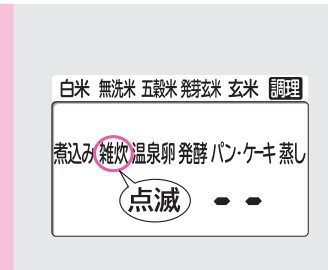 白米 無洗米 五穀米 発芽玄米 玄米 調理
煮込み 雑炊 温泉卵 発酵 パン・ケーキ 蒸し
点滅 - -